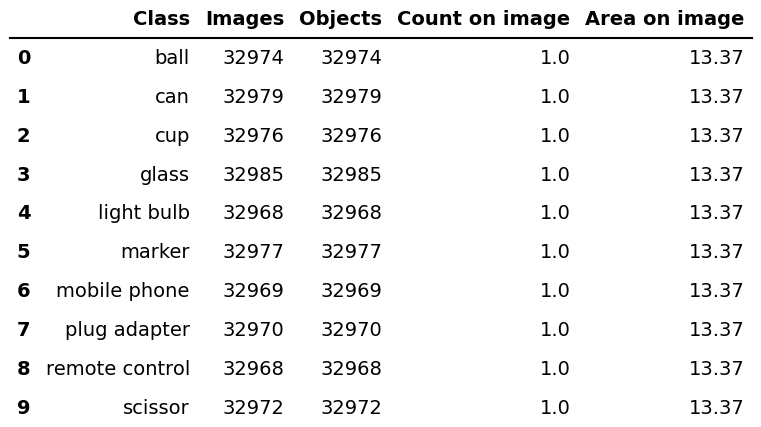 Class Images Objects Count on image Area on image
0 ball 32974 32974 1.0 13.37
1 can 32979 32979 1.0 13.37
2 cup 32976 32976 1.0 13.37
3 glass 32985 32985 1.0 13.37
4 light bulb 32968 32968 1.0 13.37
5 marker 32977 32977 1.0 13.37
6 mobile phone 32969 32969 1.0 13.37
7 plug adapter 32970 32970 1.0 13.37
8 remote control 32968 32968 1.0 13.37
9 scissor 32972 32972 1.0 13.37